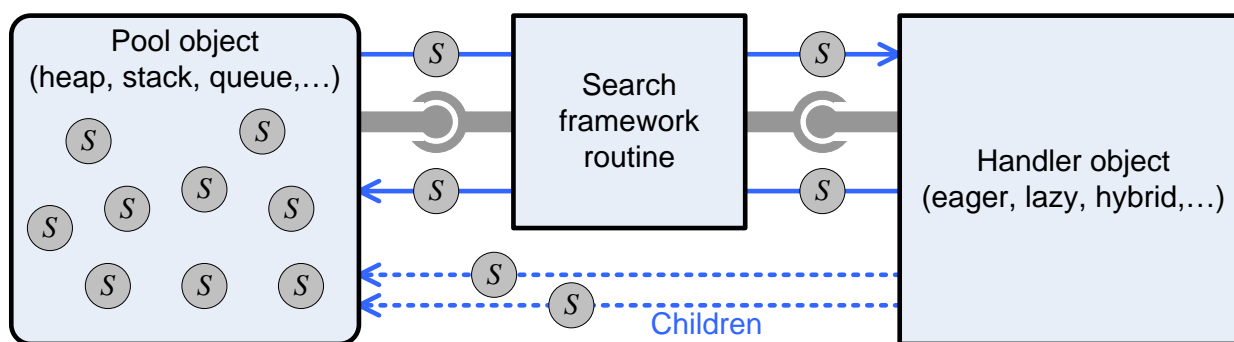 Pool object
(heap, stack, queue,…)
S
S
S
S
S
S
S
S
S
S
S
Search
framework
routine
S
S
Handler object
(eager, lazy, hybrid,…)
S
S
S
Children